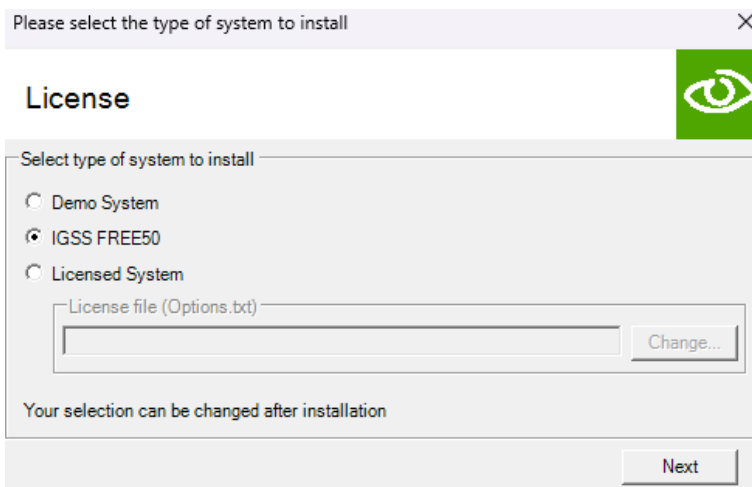 Please select the type of system to install
License
Select type of system to install
Demo System
IGSS FREE50
Licensed System
License file (Options.txt)
Change...
Your selection can be changed after installation
Next